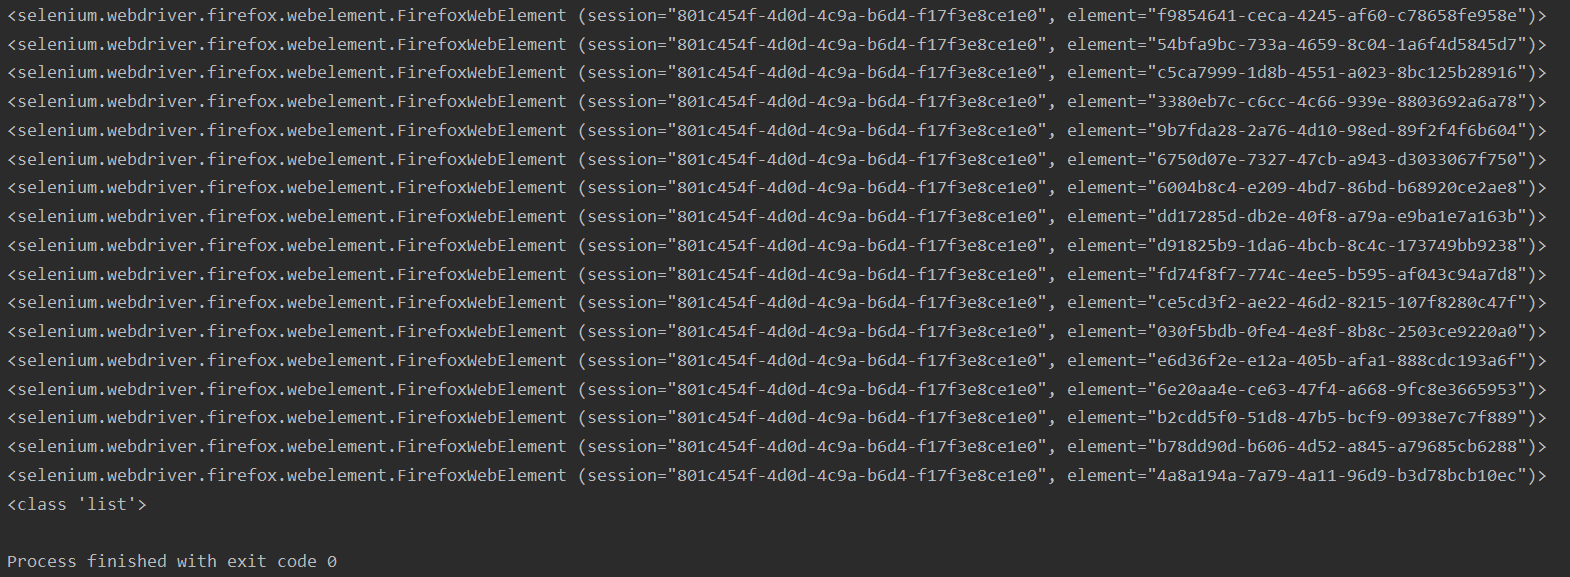 <selenium.webdriver.firefox.webelement.FirefoxWebElement (session="801c454f-4d0d-4c9a-b6d4-f17f3e8ce1e0", element="f9854641-ceca-4245-af60-c78658fe958e")>
<selenium.webdriver.firefox.webelement.FirefoxWebElement (session="801c454f-4d0d-4c9a-b6d4-f17f3e8ce1e0", element="54bfa9bc-733a-4659-8c04-1a6f4d5845d7")>
<selenium.webdriver.firefox.webelement.FirefoxWebElement (session="801c454f-4d0d-4c9a-b6d4-f17f3e8ce1e0", element="c5ca7999-1d8b-4551-a023-8bc125b28916")>
<selenium.webdriver.firefox.webelement.FirefoxWebElement (session="801c454f-4d0d-4c9a-b6d4-f17f3e8ce1e0", element="3380eb7c-c6cc-4c66-939e-8803692a6a78")>
<selenium.webdriver.firefox.webelement.FirefoxWebElement (session="801c454f-4d0d-4c9a-b6d4-f17f3e8ce1e0", element="9b7fda28-2a76-4d10-98ed-89f2f4f6b604")>
<selenium.webdriver.firefox.webelement.FirefoxWebElement (session="801c454f-4d0d-4c9a-b6d4-f17f3e8ce1e0", element="6750d07e-7327-47cb-a943-d3033067f750")>
<selenium.webdriver.firefox.webelement.FirefoxWebElement (session="801c454f-4d0d-4c9a-b6d4-f17f3e8ce1e0", element="6004b8c4-e209-4bd7-86bd-b68920ce2ae8")>
<selenium.webdriver.firefox.webelement.FirefoxWebElement (session="801c454f-4d0d-4c9a-b6d4-f17f3e8ce1e0", element="dd17285d-db2e-40f8-a79a-e9ba1e7a163b")>
<selenium.webdriver.firefox.webelement.FirefoxWebElement (session="801c454f-4d0d-4c9a-b6d4-f17f3e8ce1e0", element="d91825b9-1da6-4bcb-8c4c-173749bb9238")>
<selenium.webdriver.firefox.webelement.FirefoxWebElement (session="801c454f-4d0d-4c9a-b6d4-f17f3e8ce1e0", element="fd74f8f7-774c-4ee5-b595-af043c94a7d8")>
<selenium.webdriver.firefox.webelement.FirefoxWebElement (session="801c454f-4d0d-4c9a-b6d4-f17f3e8ce1e0", element="ce5cd3f2-ae22-46d2-8215-107f8280c47f")>
<selenium.webdriver.firefox.webelement.FirefoxWebElement (session="801c454f-4d0d-4c9a-b6d4-f17f3e8ce1e0", element="030f5bdb-0fe4-4e8f-8b8c-2503ce9220a0")>
<selenium.webdriver.firefox.webelement.FirefoxWebElement (session="801c454f-4d0d-4c9a-b6d4-f17f3e8ce1e0", element="e6d36f2e-e12a-405b-afa1-888cdc193a6f")>
<selenium.webdriver.firefox.webelement.FirefoxWebElement (session="801c454f-4d0d-4c9a-b6d4-f17f3e8ce1e0", element="6e20aa4e-ce63-47f4-a668-9fc8e3665953")>
<selenium.webdriver.firefox.webelement.FirefoxWebElement (session="801c454f-4d0d-4c9a-b6d4-f17f3e8ce1e0", element="b2cdd5f0-51d8-47b5-bcf9-0938e7c7f889")>
<selenium.webdriver.firefox.webelement.FirefoxWebElement (session="801c454f-4d0d-4c9a-b6d4-f17f3e8ce1e0", element="b78dd90d-b606-4d52-a845-a79685cb6288")>
<selenium.webdriver.firefox.webelement.FirefoxWebElement (session="801c454f-4d0d-4c9a-b6d4-f17f3e8ce1e0", element="4a8a194a-7a79-4a11-96d9-b3d78bcb10ec")>
<class 'list'>
Process finished with exit code 0